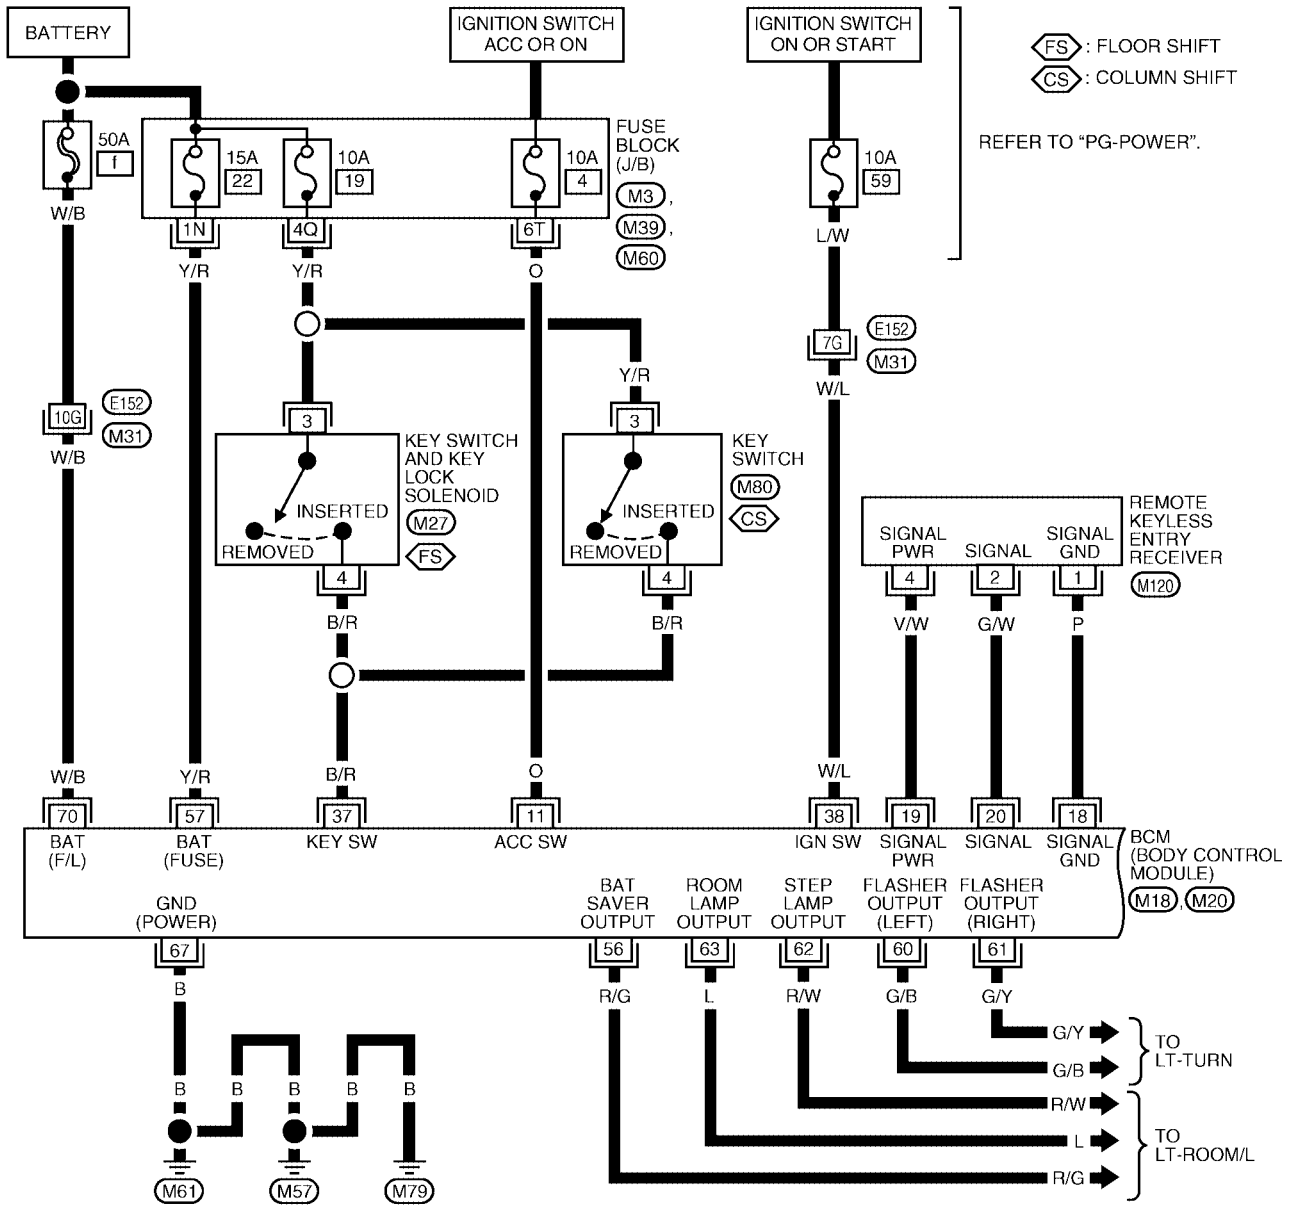 BATTERY
IGNITION SWITCH
ACC OR ON
IGNITION SWITCH
ON OR START
FS : FLOOR SHIFT
CS : COLUMN SHIFT
REFER TO “PG-POWER”.
50A
f
15A
22
10A
19
10A
4
FUSE
BLOCK
(J/B)
M3 ,
M39 ,
M60
10A
59
W/B
1N
4Q
6T
L/W
Y/R
Y/R
O
7G
E152
M31
Y/R
W/L
10G
E152
M31
W/B
3
KEY SWITCH
AND KEY
LOCK
SOLENOID
M27
FS
INSERTED
REMOVED
4
3
KEY
SWITCH
M80
CS
INSERTED
REMOVED
4
REMOTE
KEYLESS
ENTRY
RECEIVER
M120
SIGNAL
PWR
SIGNAL
SIGNAL
GND
4
2
1
B/R
B/R
V/W
G/W
P
W/B
Y/R
B/R
O
W/L
70
57
37
11
38
19
20
18
BAT
(F/L)
BAT
(FUSE)
KEY SW
ACC SW
IGN SW
SIGNAL
PWR
SIGNAL
SIGNAL
GND
BCM
(BODY CONTROL
MODULE)
M18 , M20
GND
(POWER)
BAT
SAVER
OUTPUT
ROOM
LAMP
OUTPUT
STEP
LAMP
OUTPUT
FLASHER
OUTPUT
(LEFT)
FLASHER
OUTPUT
(RIGHT)
67
56
63
62
60
61
B
R/G
L
R/W
G/B
G/Y
G/Y
G/B
TO
LT-TURN
B
B
B
B
B
R/W
L
R/G
TO
LT-ROOM/L
M61
M57
M79